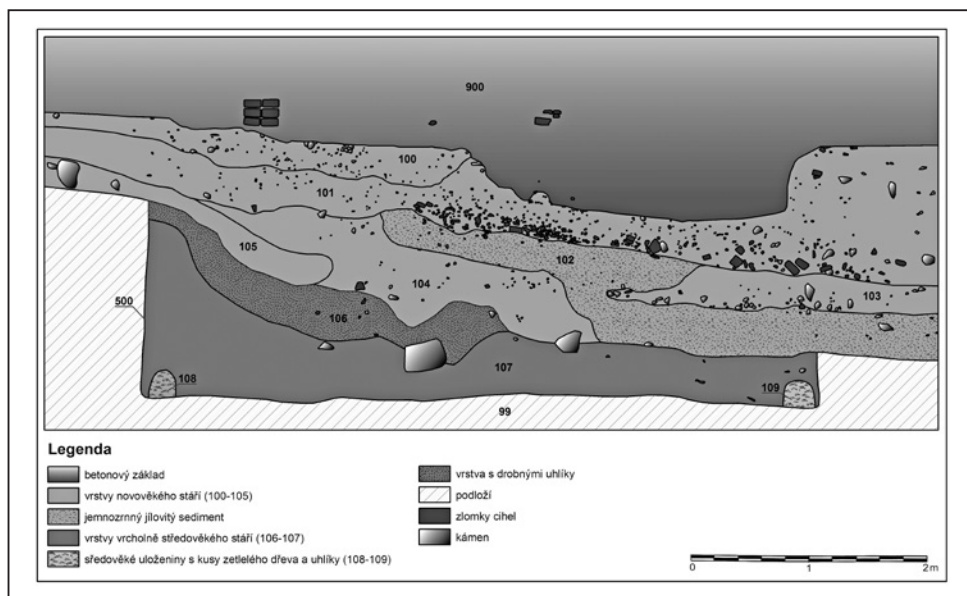 900
100
101
102
105
104
103
500
106
107
108
109
99
Legenda
betonový základ
vrstvy novověkého stáří (100-105)
jemnozrnný jílovitý sediment
vrstvy vrcholně středověkého stáří (106-107)
sředověké uloženiny s kusy zetlelého dřeva a uhlíky (108-109)
vrstva s drobnými uhlíky
podloží
zlomky cihel
kámen
0 1 2 m